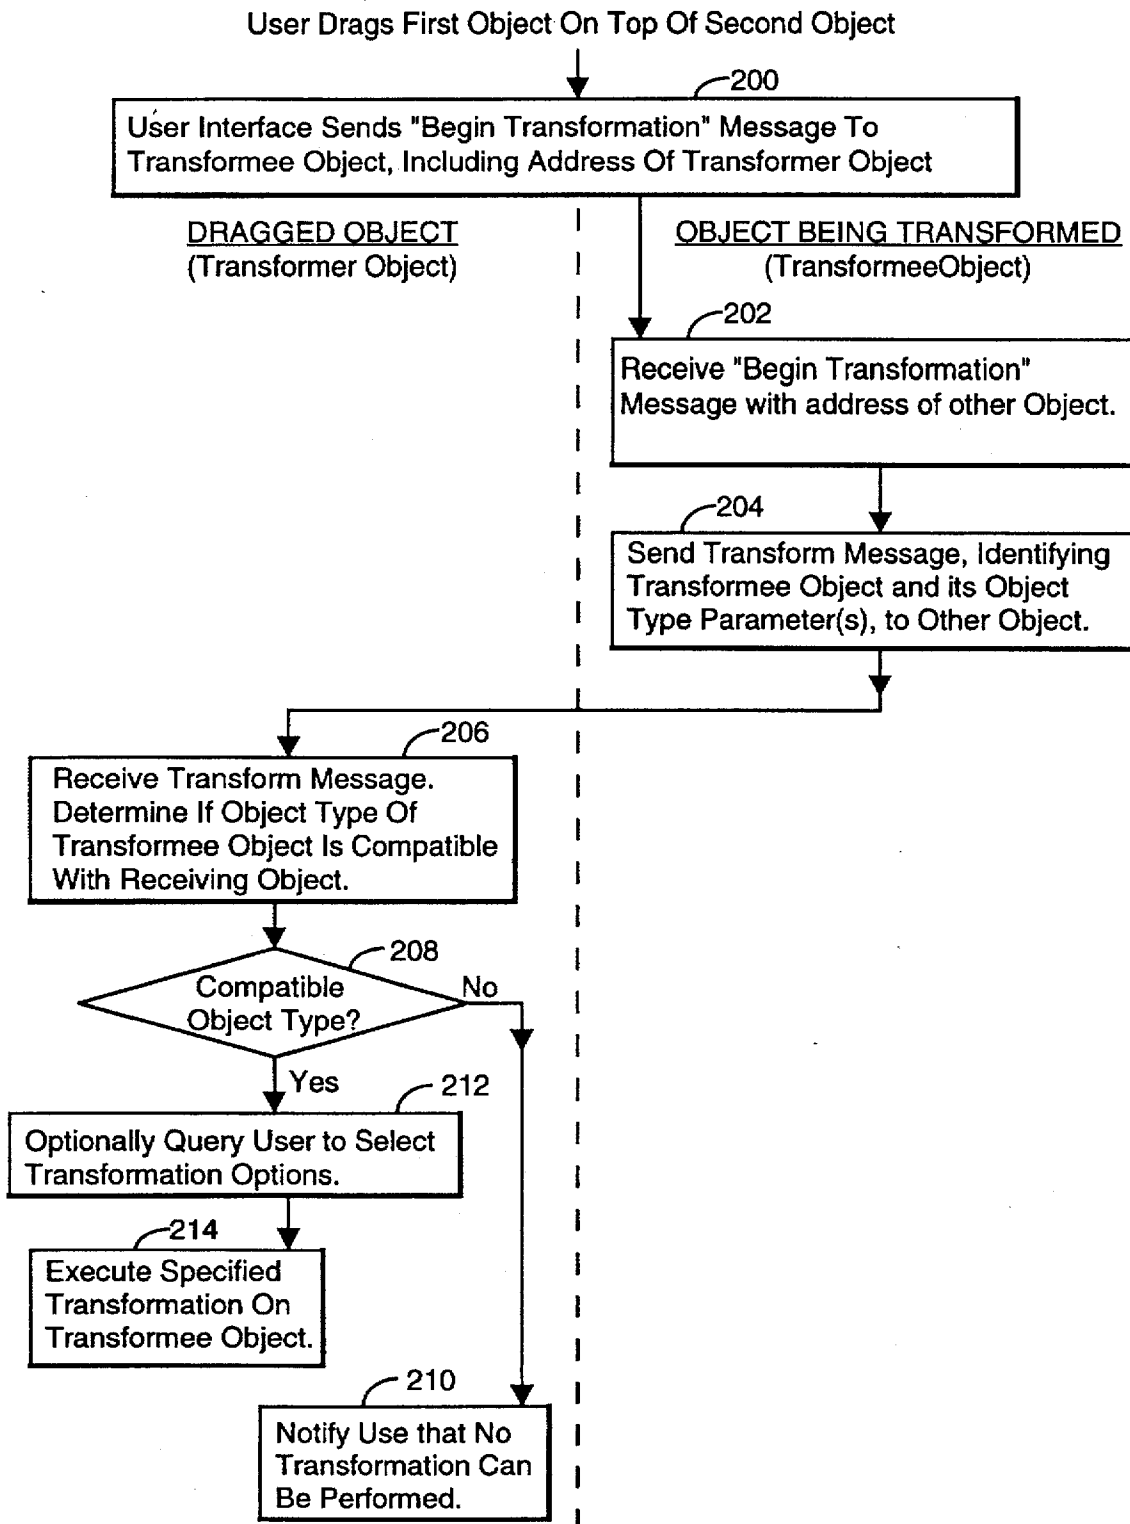 User Drags First Object On Top Of Second Object
200
User Interface Sends "Begin Transformation" Message To
Transformee Object, Including Address Of Transformer Object
DRAGGED OBJECT
(Transformer Object)
OBJECT BEING TRANSFORMED
(TransformeeObject)
202
Receive "Begin Transformation"
Message with address of other Object.
204
Send Transform Message, Identifying
Transformee Object and its Object
Type Parameter(s), to Other Object.
206
Receive Transform Message.
Determine If Object Type Of
Transformee Object Is Compatible
With Receiving Object.
208
Compatible
Object Type?
No
Yes
212
Optionally Query User to Select
Transformation Options.
214
Execute Specified
Transformation On
Transformee Object.
210
Notify Use that No
Transformation Can
Be Performed.